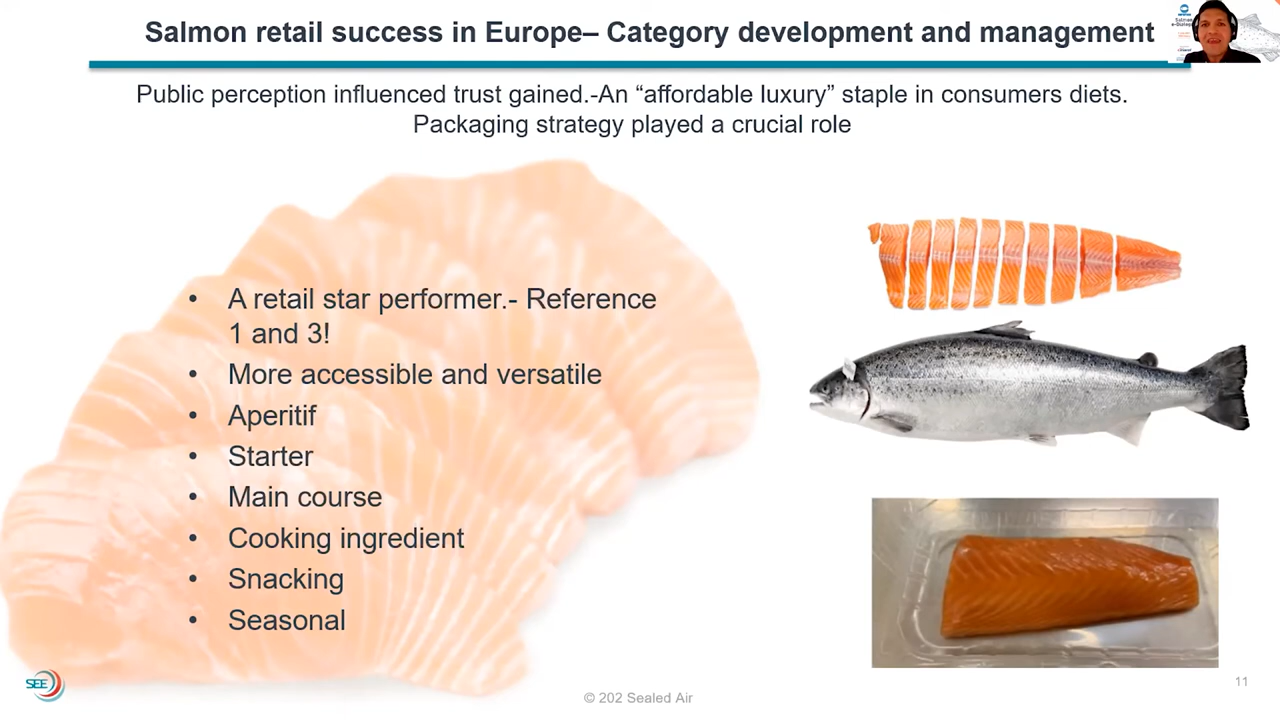 Salmon retail success in Europe– Category development and management
Public perception influenced trust gained.-An “affordable luxury” staple in consumers diets.
Packaging strategy played a crucial role
• A retail star performer.- Reference
1 and 3!
• More accessible and versatile
• Aperitif
• Starter
• Main course
• Cooking ingredient
• Snacking
• Seasonal
SEE
© 202 Sealed Air
11